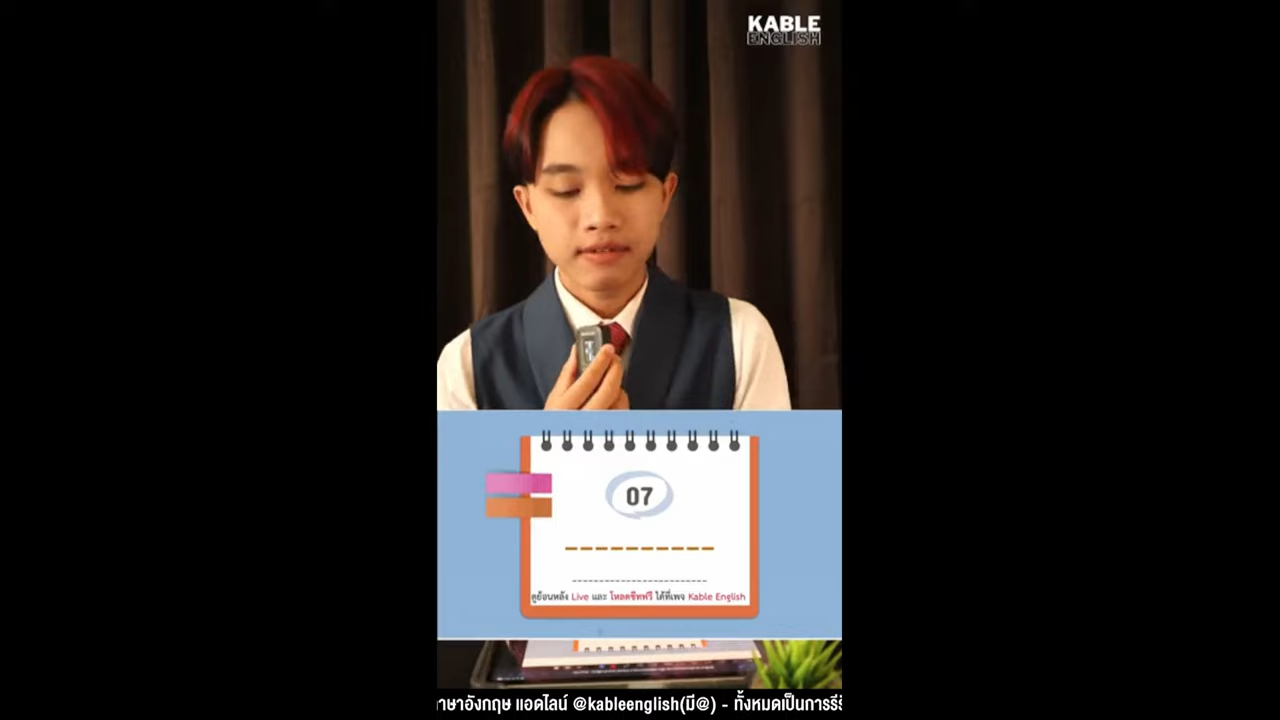 KABLE
ENGLISH
07
ดูย้อนหลัง Live และ โหลดชีทฟรี ได้ที่เพจ Kable English
าษาอังกฤษ แอดไลน์ @kableenglish(มี@) - ทั้งหมดเป็นการรี